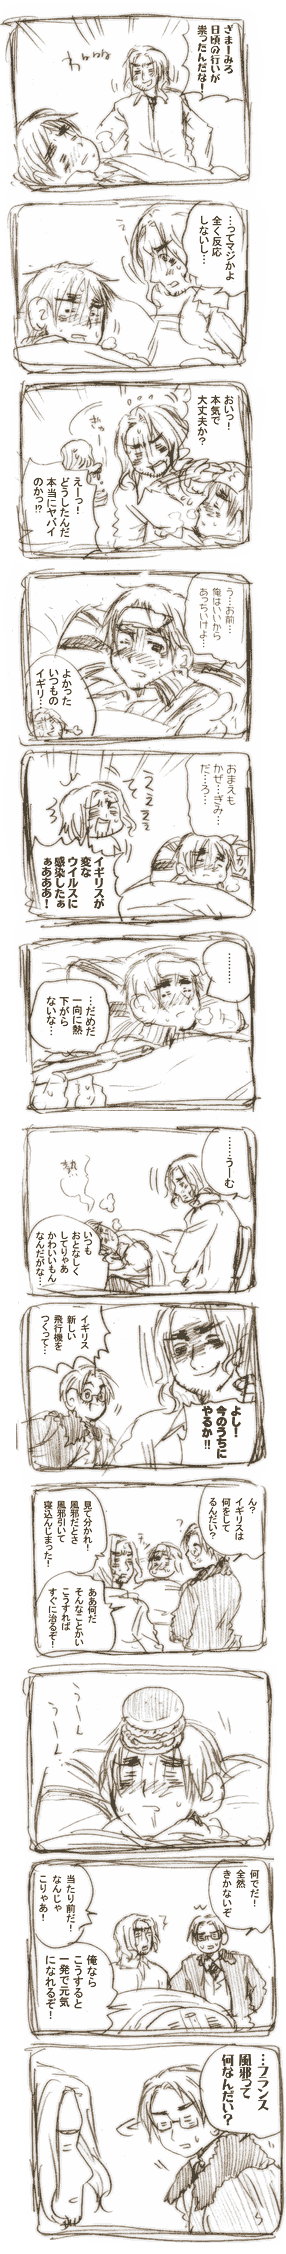 ざまーみろ
日頃の行いが
祟ったんだな！
わねねね
…ってマジかよ
全く反応
しないし…
おいっ！
本気で
大丈夫か？
えーっ！
どうしたんだ
本当にヤバイ
のかっ!?
う…お前…
俺はいいから
あっちいけよ…
よかった
いつもの
イギリ…
おまえも
かぜ…ぎみ…
だ…ろ…
うえぇぇ
イギリスが
変な
ウイルスに
感染したぁ
ぁあああ！
………
…だめだ
一向に熱
下がら
ないな…
……うーむ
いつも
おとなしく
してりゃあ
かわいいもん
なんだがな…
よし！
今のうちに
やるか!!
イギリス
新しい
飛行機を
つくって…
ん？
イギリスは
何をして
るんだい？
見て分かれ！
風邪だとさ
風邪引いて
寝込んじまった！
ああ何だ
そんなことかい
こうすれば
すぐに治るぞ！
うーん
うーん
何でだ！
全然
きかないぞ
当たり前だ！
なんじゃ
こりゃあ！
俺なら
こうすると
一発で元気
になれるぞ！
…フランス
風邪って
何なんだい？